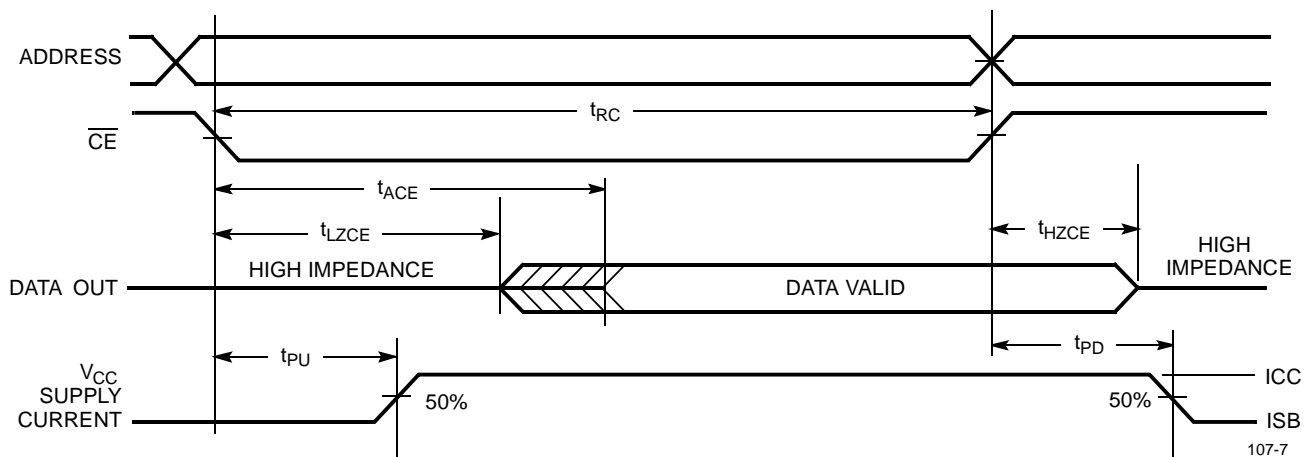 ADDRESS
tRC
CE
tACE
tLZCE
tHZCE
HIGH IMPEDANCE
HIGH
IMPEDANCE
DATA OUT
DATA VALID
tPU
tPD
VCC
SUPPLY
CURRENT
50%
50%
ICC
ISB
107-7